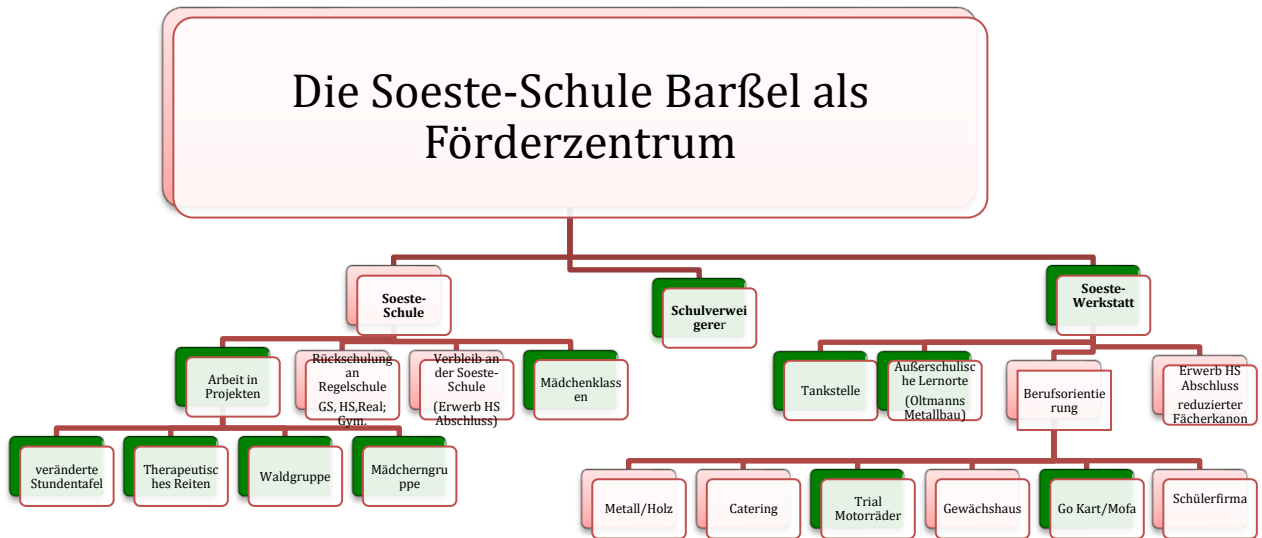 Die Soeste-Schule Barßel als
Förderzentrum
Soeste-
Schule
Schulverwei
gerer
Soeste-
Werkstatt
Arbeit in
Projekten
Rückschulung
an
Regelschule
GS, HS,Real;
Gym.
Verbleib an
der Soeste-
Schule
(Erwerb HS
Abschluss)
Mädchenklass
en
Tankstelle
Außerschulis
che Lernorte
(Oltmanns
Metallbau)
Berufsorientie
rung
Erwerb HS
Abschluss
reduzierter
Fächerkanon
veränderte
Stundentafel
Therapeutisc
hes Reiten
Waldgruppe
Mädcherngru
ppe
Metall/Holz
Catering
Trial
Motorräder
Gewächshaus
Go Kart/Mofa
Schülerfirma